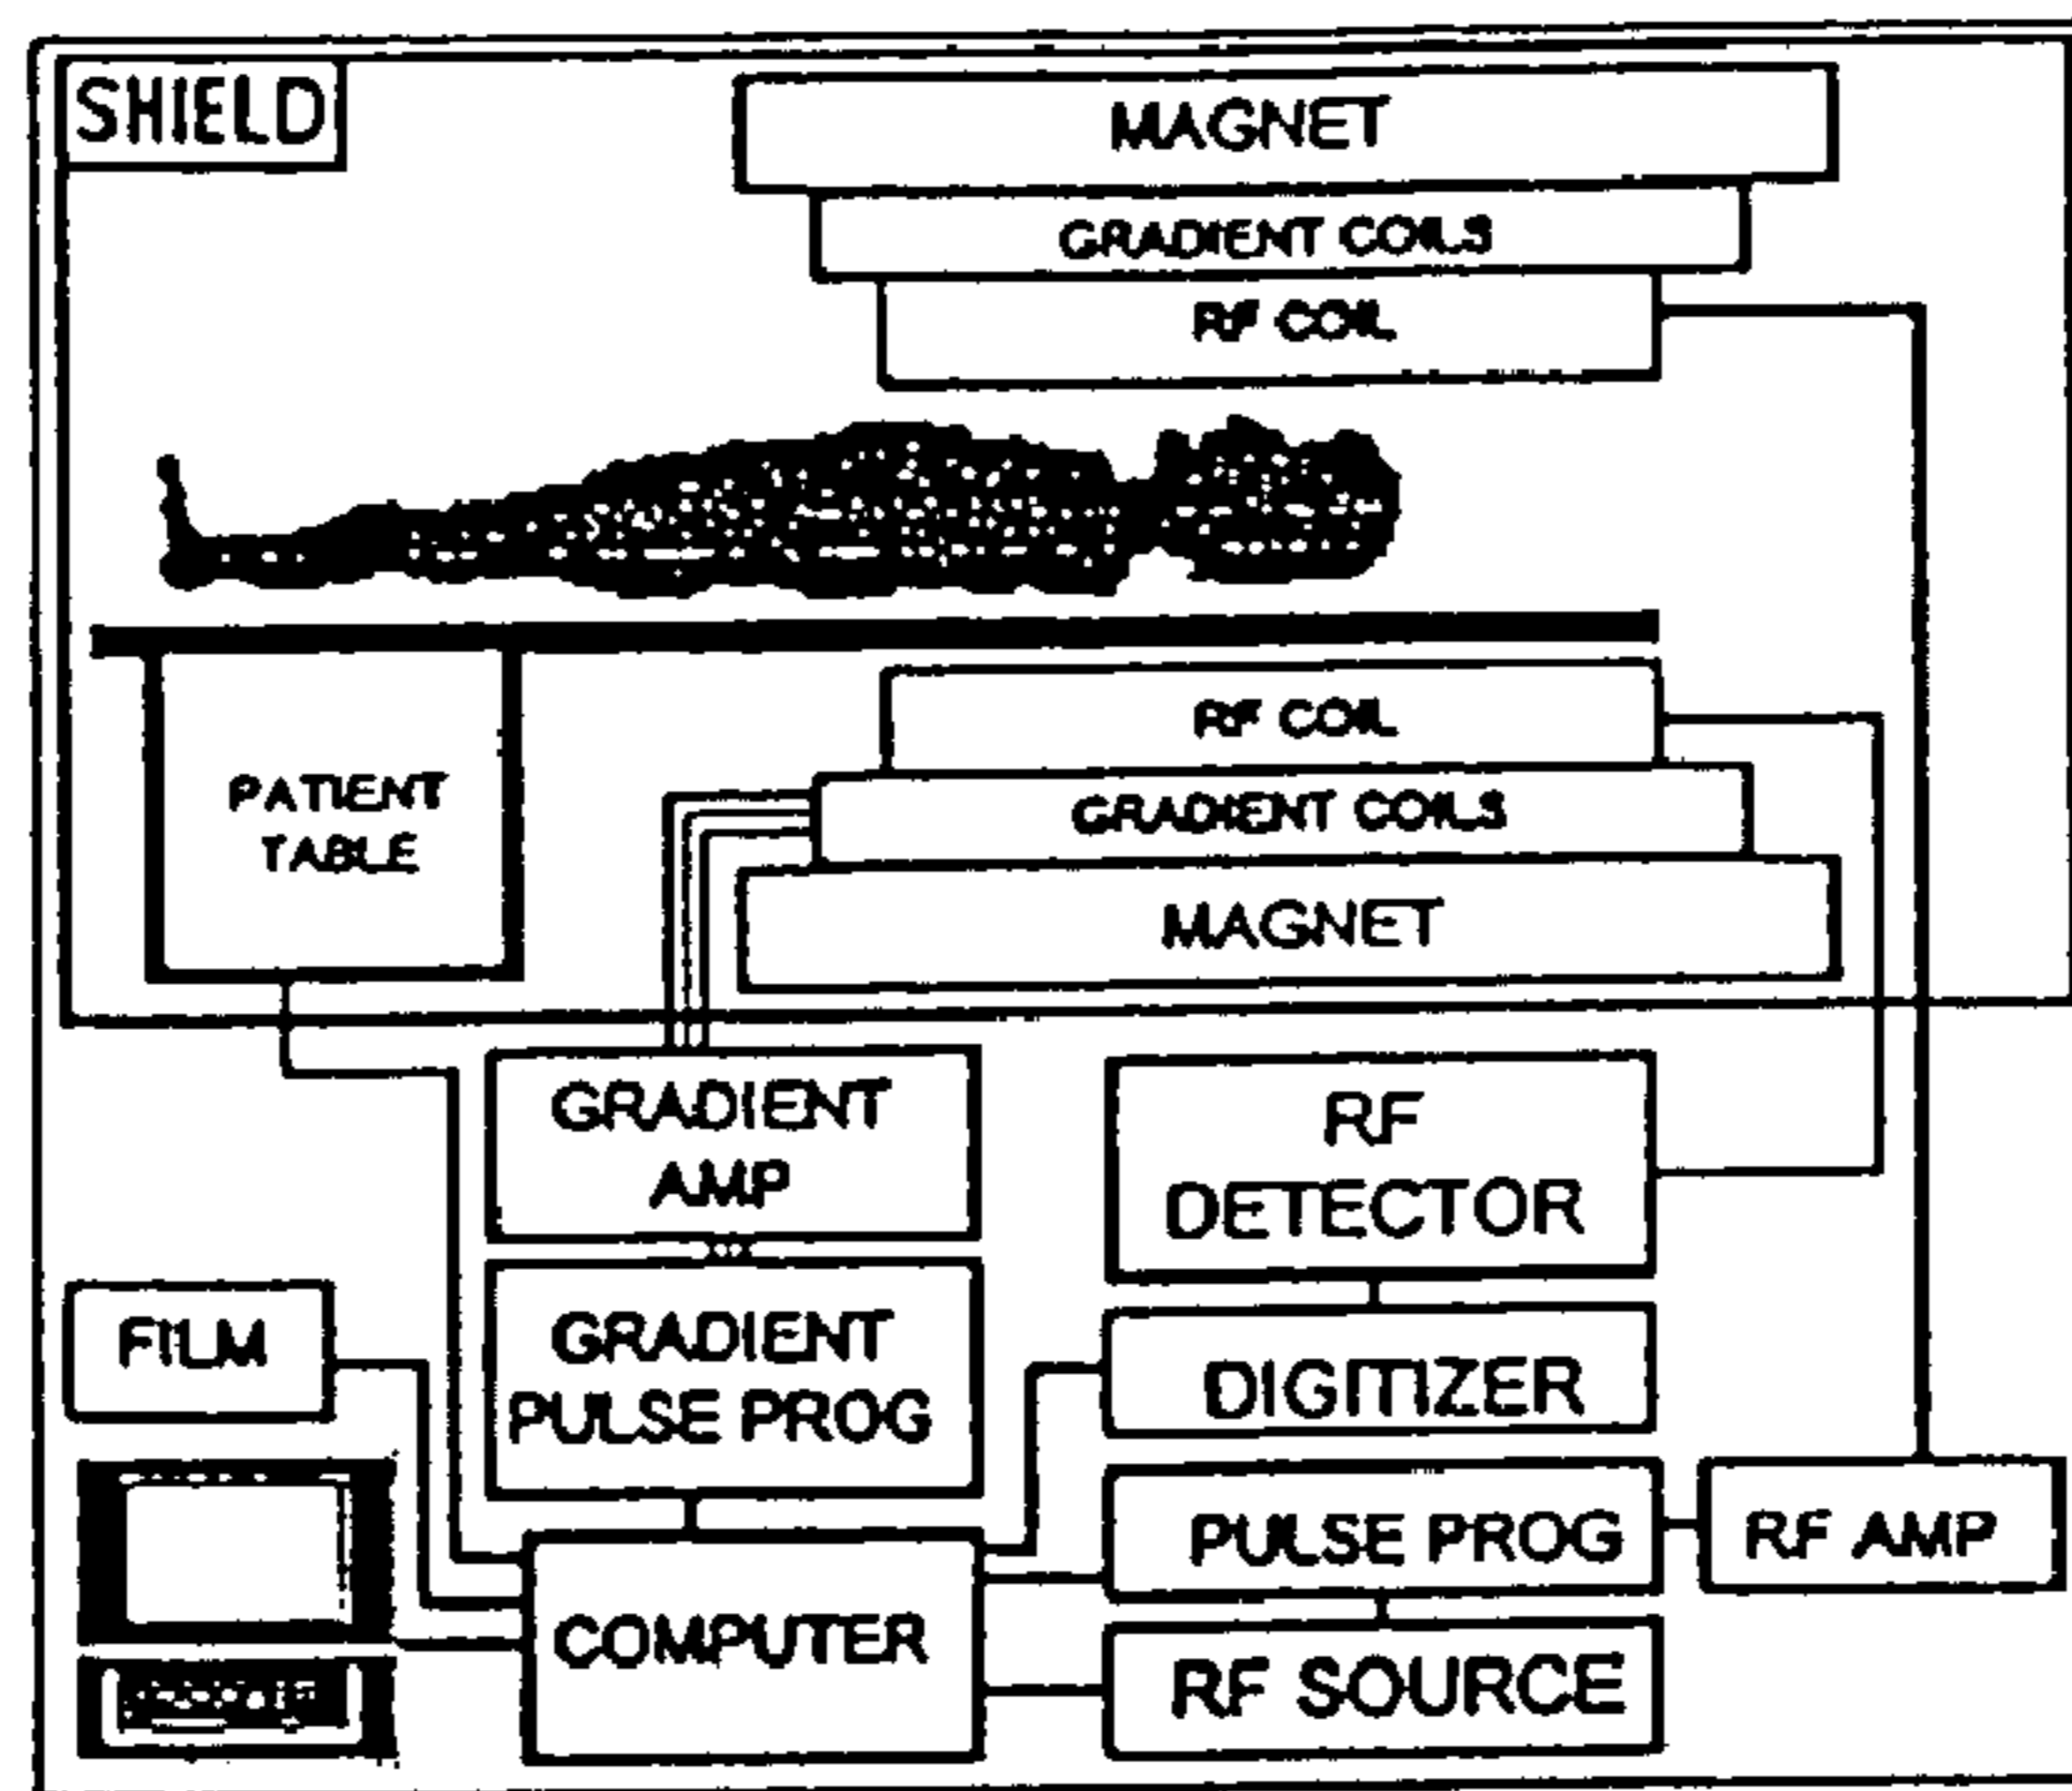 SHIELD
MAGNET
GRADIENT COILS
RF COIL
RF COIL
PATIENT
TABLE
GRADIENT COILS
MAGNET
GRADIENT
AMP
RF
DETECTOR
FILM
GRADIENT
PULSE PROG
DIGITIZER
PULSE PROG
RF AMP
COMPUTER
RF SOURCE